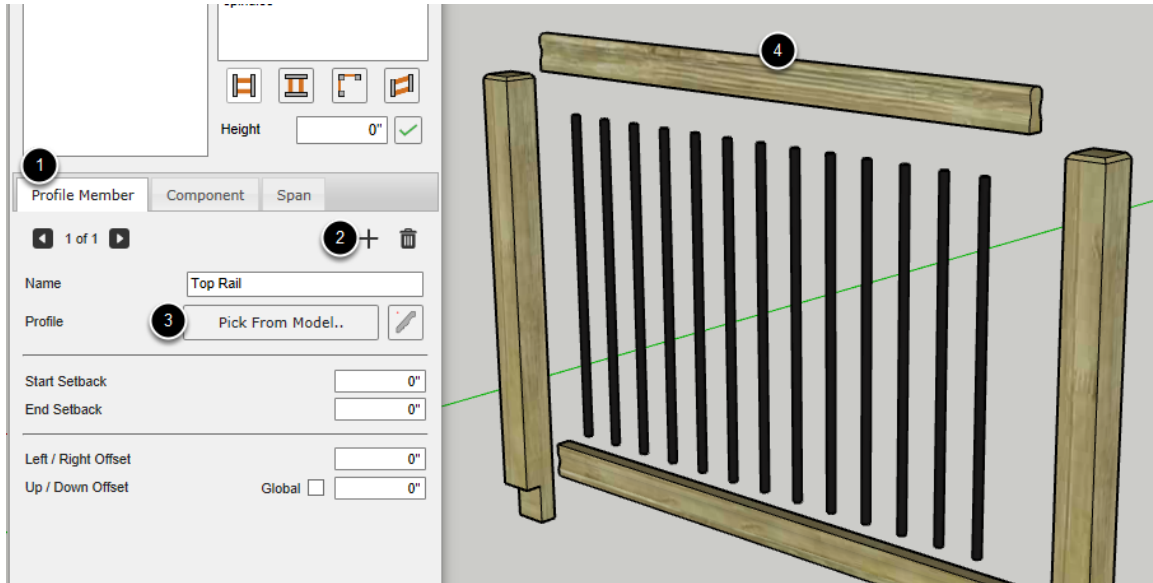 Height 0"
1
Profile Member Component Span
1 of 1 2
Name Top Rail
Profile 3 Pick From Model..
Start Setback 0"
End Setback 0"
Left / Right Offset 0"
Up / Down Offset Global 0"
4